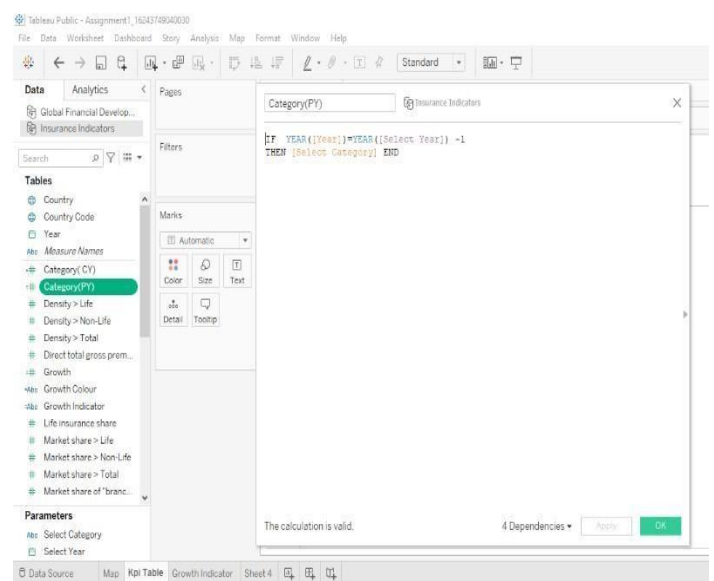 Tableau Public - Assignment1_16243749040030
File Data Worksheet Dashboard Story Analysis Map Format Window Help
Standard
Data Analytics
Global Financial Develop...
Insurance Indicators
Search
Tables
Country
Country Code
Year
Abc Measure Names
Category( CY)
Category(PY)
Density > Life
Density > Non-Life
Density > Total
Direct total gross prem...
Growth
Abc Growth Colour
Abc Growth Indicator
Life insurance share
Market share > Life
Market share > Non-Life
Market share > Total
Market share of "branc...
Parameters
Abc Select Category
Select Year
Pages
Filters
Marks
Automatic
Color Size Text
Detail Tooltip
Category(PY) Insurance Indicators
IF YEAR([Year])=YEAR([Select Year]) -1
THEN [Select Category] END
The calculation is valid. 4 Dependencies Apply OK
Data Source Map Kpi Table Growth Indicator Sheet 4